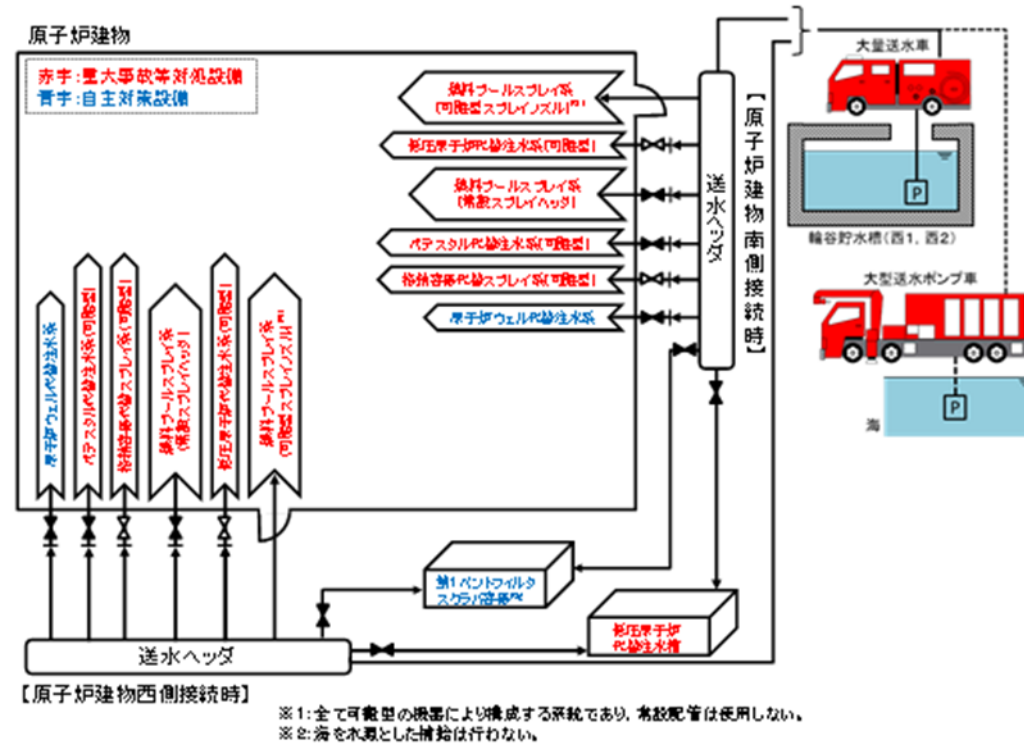 原子炉建物
赤字：重大事故等対処設備
青字：自主対策設備
燃料プールスプレイ系
(可搬型スプレイノズル)※1
低圧原子炉代替注水系(可搬型)
燃料プールスプレイ系
(常設スプレイヘッダ)
ペデスタル代替注水系(可搬型)
格納容器代替スプレイ系(可搬型)
原子炉ウェル代替注水系
送水ヘッダ
【原子炉建物南側接続時】
大量送水車
P
輪谷貯水槽(西1，西2)
大型送水ポンプ車
P
海
原子炉ウェル代替注水系
ペデスタル代替注水系(可搬型)
格納容器代替スプレイ系(可搬型)
燃料プールスプレイ系
(常設スプレイヘッダ)
低圧原子炉代替注水系(可搬型)
燃料プールスプレイ系
(可搬型スプレイノズル)※1
第1ベントフィルタ
スクラバ容器※2
低圧原子炉
代替注水槽
送水ヘッダ
【原子炉建物西側接続時】
※1：全て可搬型の機器により構成する系統であり，常設配管は使用しない。
※2：海を水源とした補給は行わない。